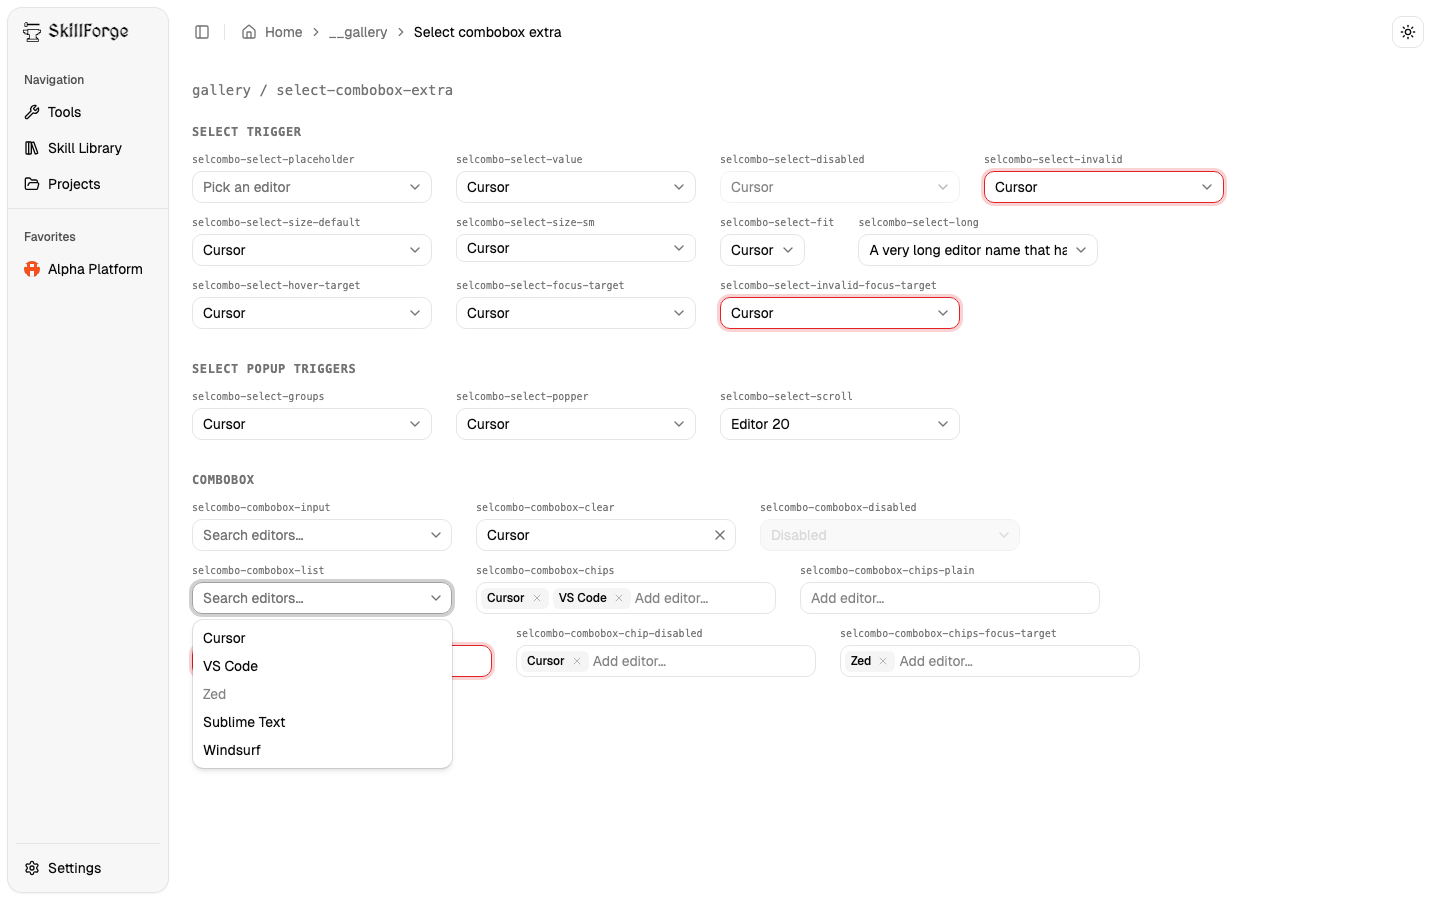 SkillForge
Navigation
Tools
Skill Library
Projects
Favorites
Alpha Platform
Settings
Home
__gallery
Select combobox extra
gallery / select-combobox-extra
SELECT TRIGGER
selcombo-select-placeholder
Pick an editor
selcombo-select-value
Cursor
selcombo-select-disabled
Cursor
selcombo-select-invalid
Cursor
selcombo-select-size-default
Cursor
selcombo-select-size-sm
Cursor
selcombo-select-fit
Cursor
selcombo-select-long
A very long editor name that ha
selcombo-select-hover-target
Cursor
selcombo-select-focus-target
Cursor
selcombo-select-invalid-focus-target
Cursor
SELECT POPUP TRIGGERS
selcombo-select-groups
Cursor
selcombo-select-popper
Cursor
selcombo-select-scroll
Editor 20
COMBOBOX
selcombo-combobox-input
Search editors…
selcombo-combobox-clear
Cursor
selcombo-combobox-disabled
Disabled
selcombo-combobox-list
Search editors…
selcombo-combobox-chips
Cursor VS Code Add editor…
selcombo-combobox-chips-plain
Add editor…
Cursor
VS Code
Zed
Sublime Text
Windsurf
selcombo-combobox-chip-disabled
Cursor Add editor…
selcombo-combobox-chips-focus-target
Zed Add editor…